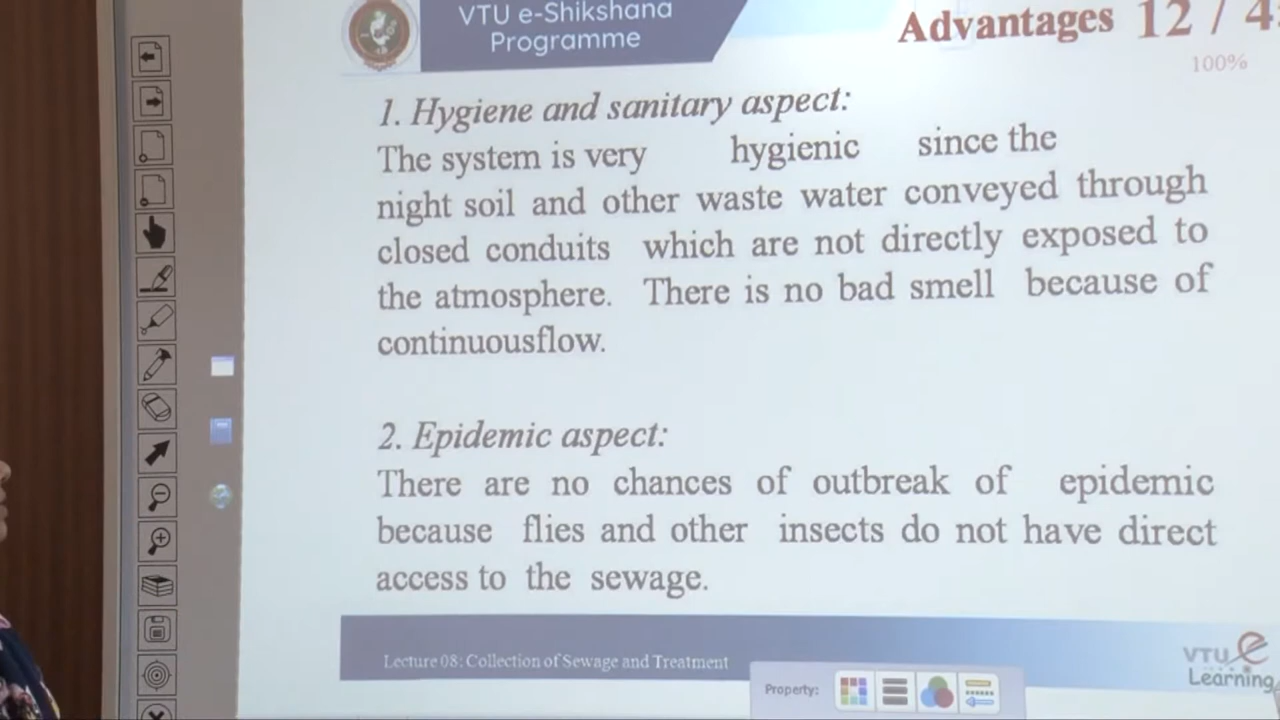 VTU e-Shikshana
Programme
Advantages 12 / 4
100%
1. Hygiene and sanitary aspect:
The system is very hygienic since the
night soil and other waste water conveyed through
closed conduits which are not directly exposed to
the atmosphere. There is no bad smell because of
continuousflow.
2. Epidemic aspect:
There are no chances of outbreak of epidemic
because flies and other insects do not have direct
access to the sewage.
Lecture 08: Collection of Sewage and Treatment
VTU e
Learning
Property: